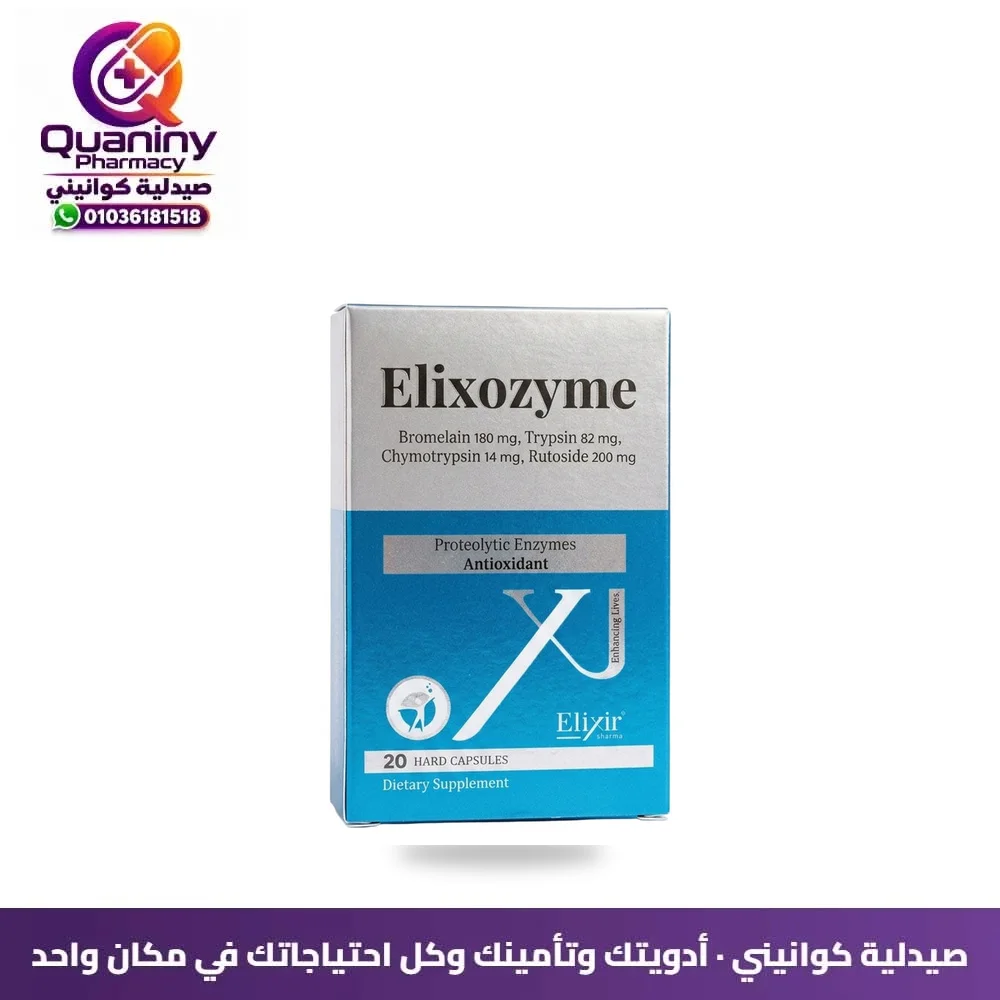 Quaniny
Pharmacy
صيدلية كوانيني
01036181518
Elixozyme
Bromelain 180 mg, Trypsin 82 mg,
Chymotrypsin 14 mg, Rutoside 200 mg
Proteolytic Enzymes
Antioxidant
Enhancing Lives.
Elixir
pharma
20 HARD CAPSULES
Dietary Supplement
صيدلية كوانيني · أدويتك وتأمينك وكل احتياجاتك في مكان واحد